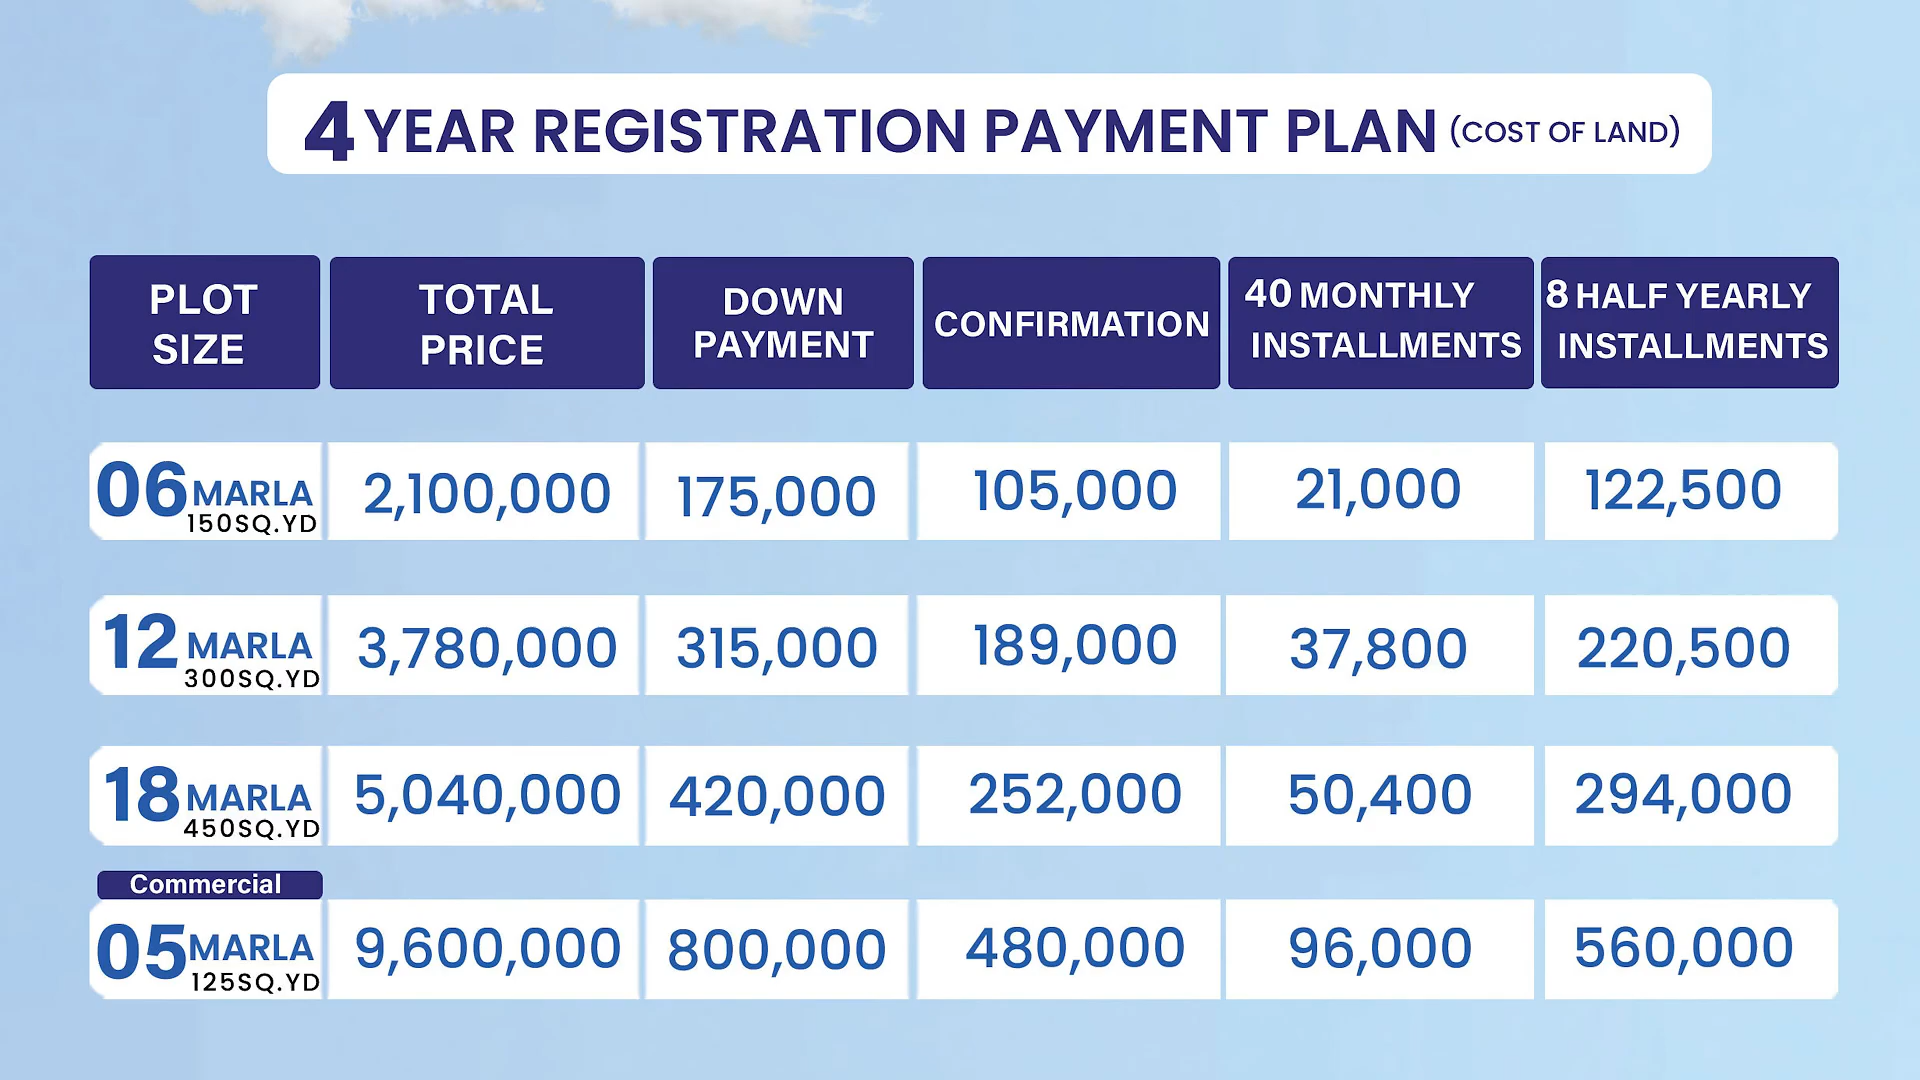 4 YEAR REGISTRATION PAYMENT PLAN (COST OF LAND)
PLOT SIZE
TOTAL PRICE
DOWN PAYMENT
CONFIRMATION
40 MONTHLY INSTALLMENTS
8 HALF YEARLY INSTALLMENTS
06 MARLA 150SQ.YD 2,100,000 175,000 105,000 21,000 122,500
12 MARLA 300SQ.YD 3,780,000 315,000 189,000 37,800 220,500
18 MARLA 450SQ.YD 5,040,000 420,000 252,000 50,400 294,000
Commercial
05 MARLA 125SQ.YD 9,600,000 800,000 480,000 96,000 560,000